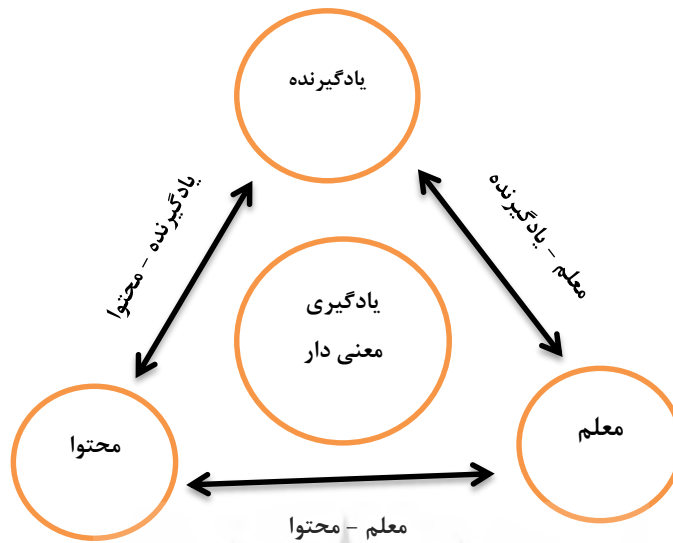 یادگیرنده
یادگیرنده – محتوا
معلم – یادگیرنده
یادگیری
معنی دار
محتوا
معلم
معلم – محتوا